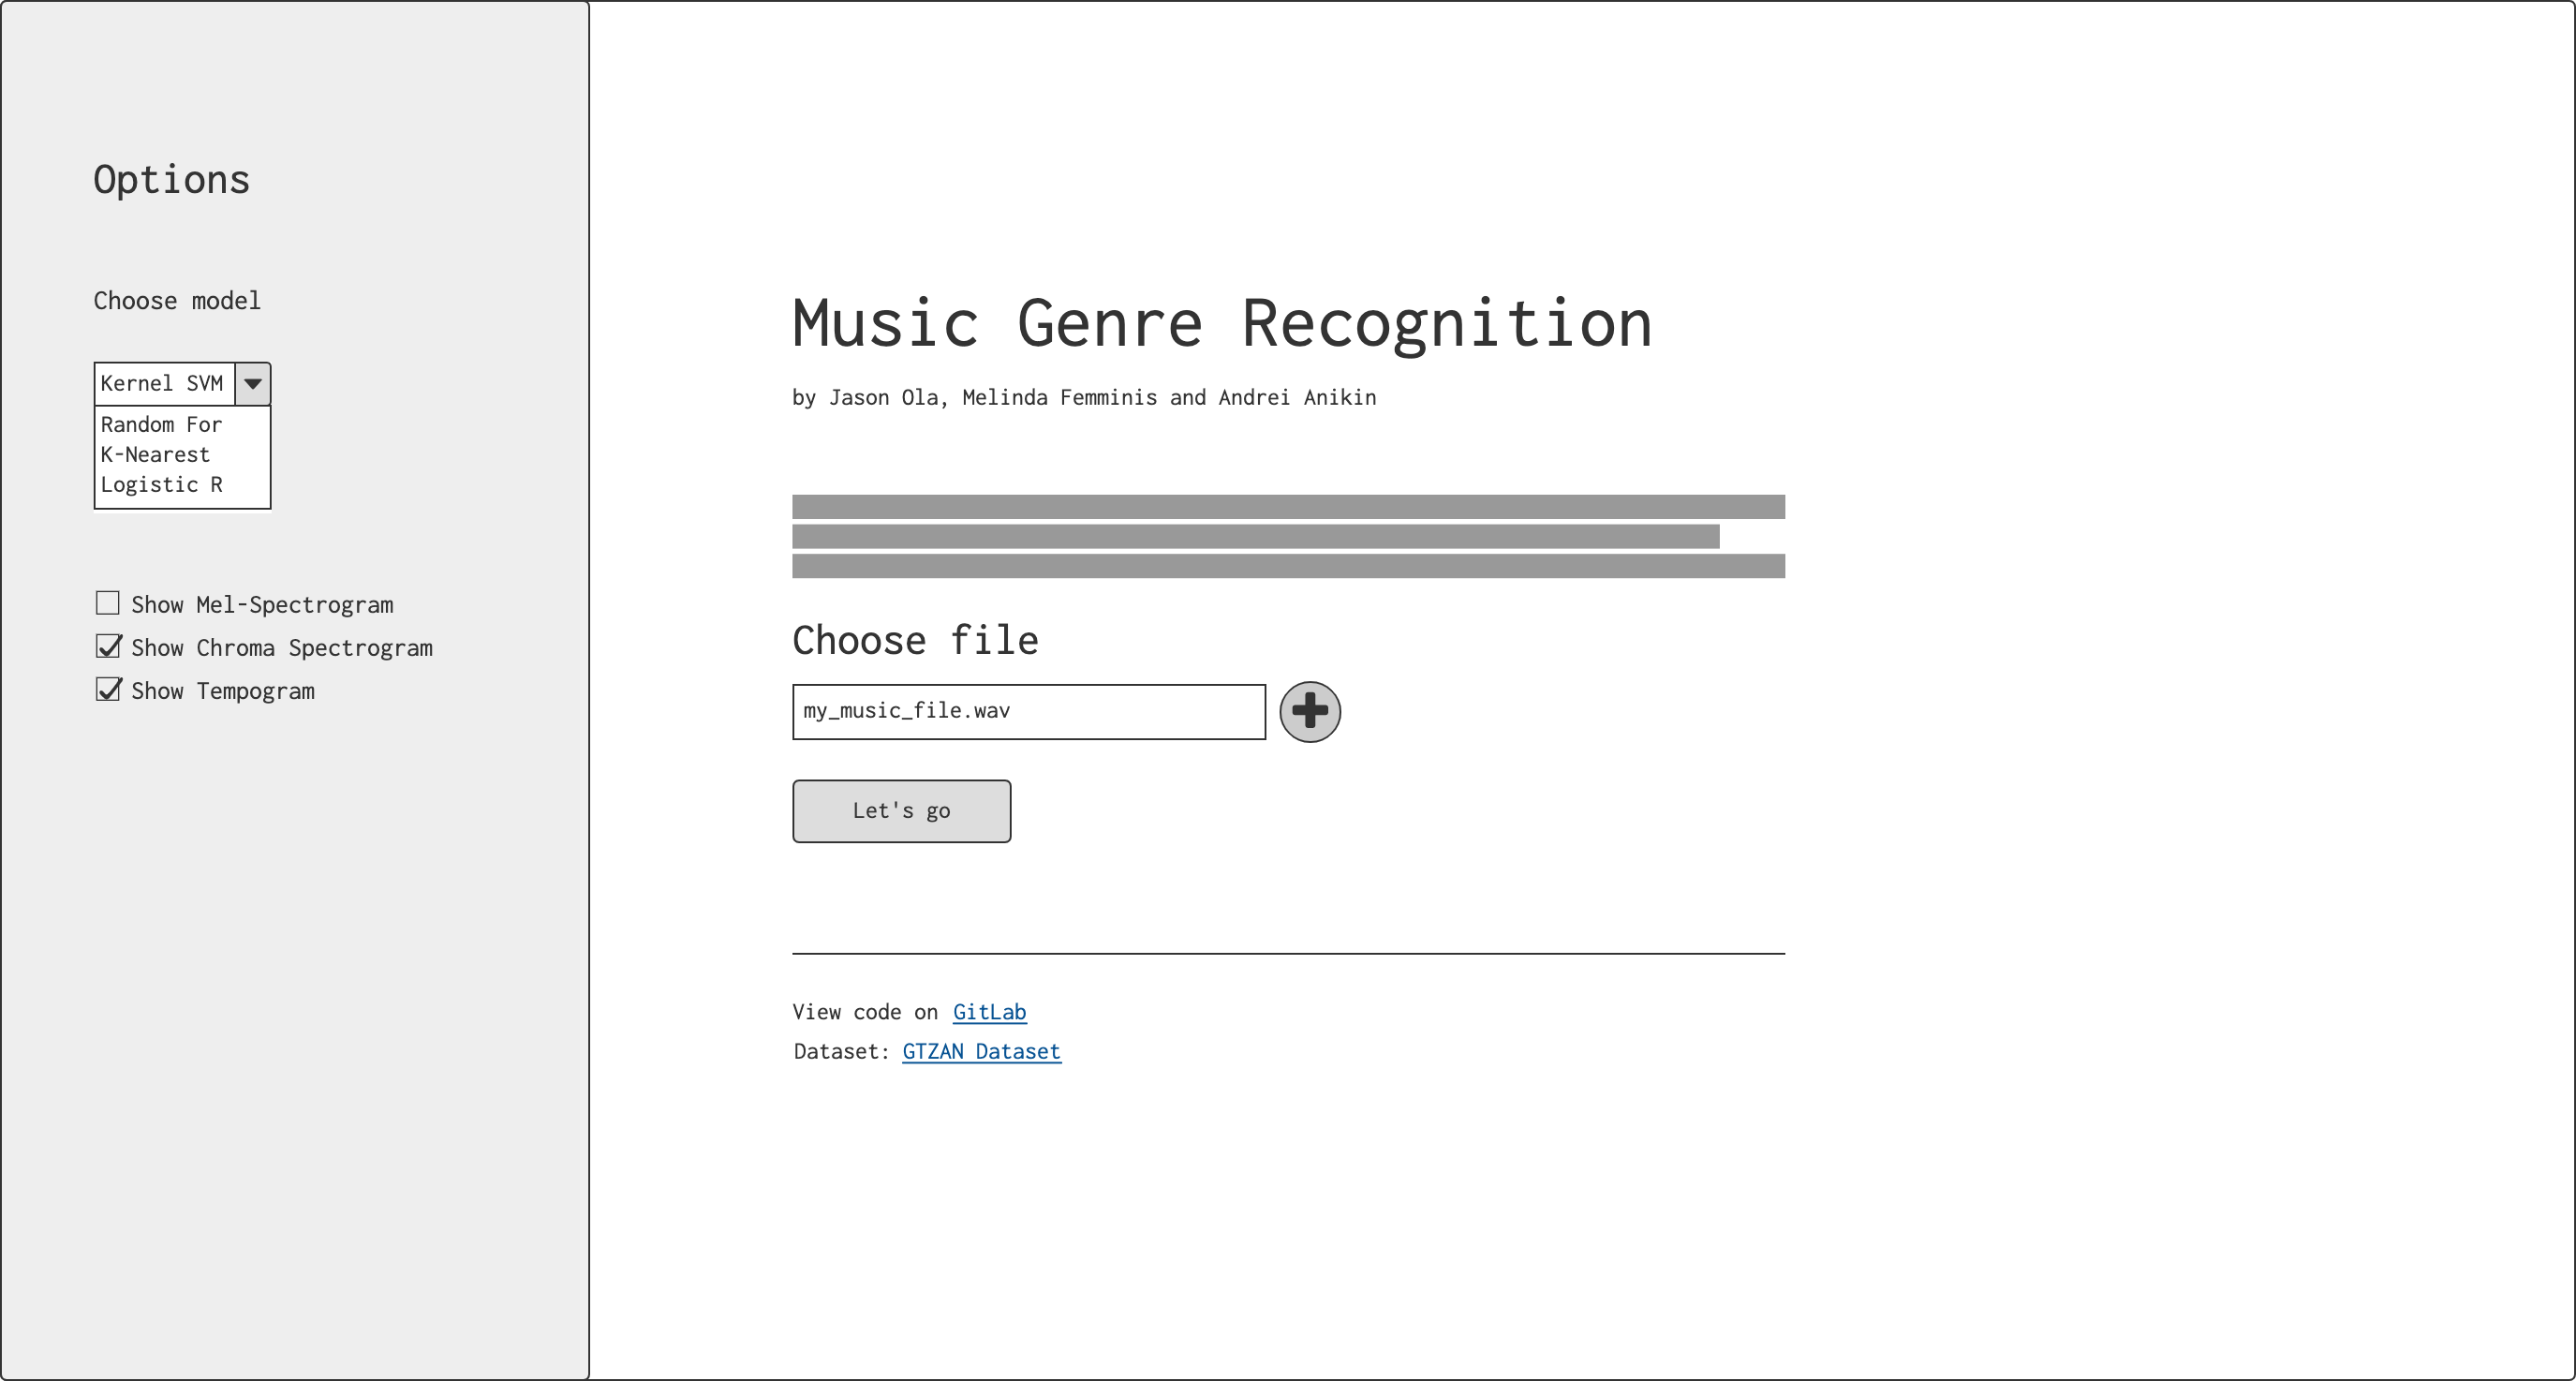 Options
Choose model
Kernel SVM
Random For
K-Nearest
Logistic R
Show Mel-Spectrogram
Show Chroma Spectrogram
Show Tempogram
Music Genre Recognition
by Jason Ola, Melinda Femminis and Andrei Anikin
Choose file
my_music_file.wav
Let's go
View code on GitLab
Dataset: GTZAN Dataset